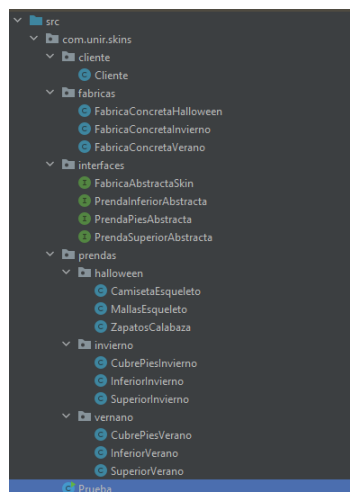 src
com.unir.skins
cliente
Cliente
fabricas
FabricaConcretaHalloween
FabricaConcretaInvierno
FabricaConcretaVerano
interfaces
FabricaAbstractaSkin
PrendaInferiorAbstracta
PrendaPiesAbstracta
PrendaSuperiorAbstracta
prendas
halloween
CamisetaEsqueleto
MallasEsqueleto
ZapatosCalabaza
invierno
CubrePiesInvierno
InferiorInvierno
SuperiorInvierno
vernano
CubrePiesVerano
InferiorVerano
SuperiorVerano
Prueba